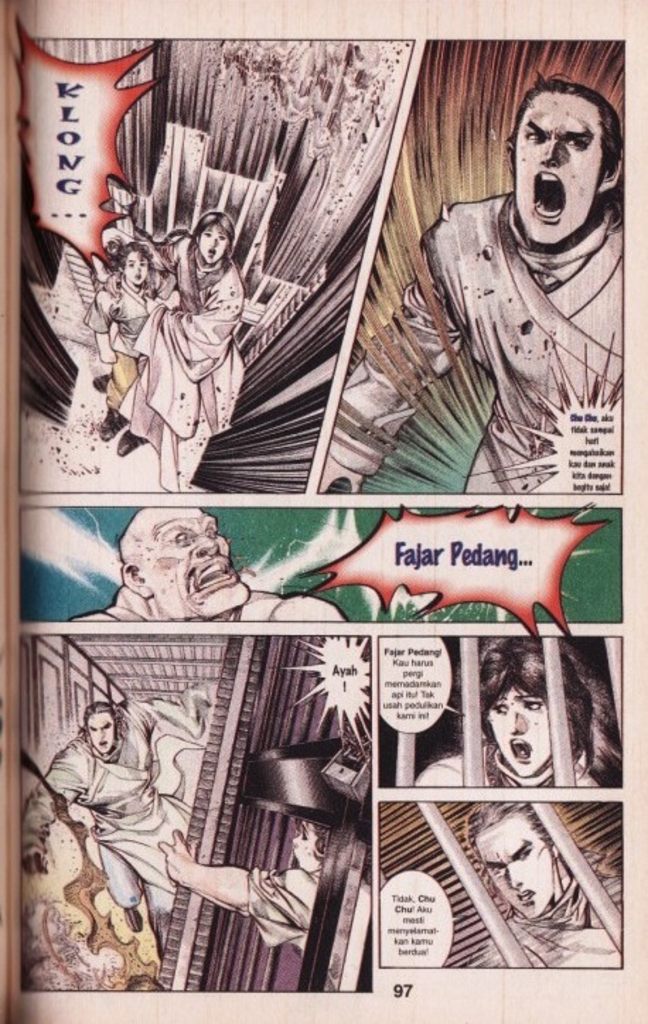 KLONG
...
Chu Chu, aku
tidak sampai
hati
mengabaikan
kau dan anak
kita dengan
begitu saja!
Fajar Pedang...
Ayah
!
Fajar Pedang!
Kau harus
pergi
memadamkan
api itu! Tak
usah pedulikan
kami ini!
Tidak, Chu
Chu! Aku
mesti
menyelamat-
kan kamu
berdua!
97